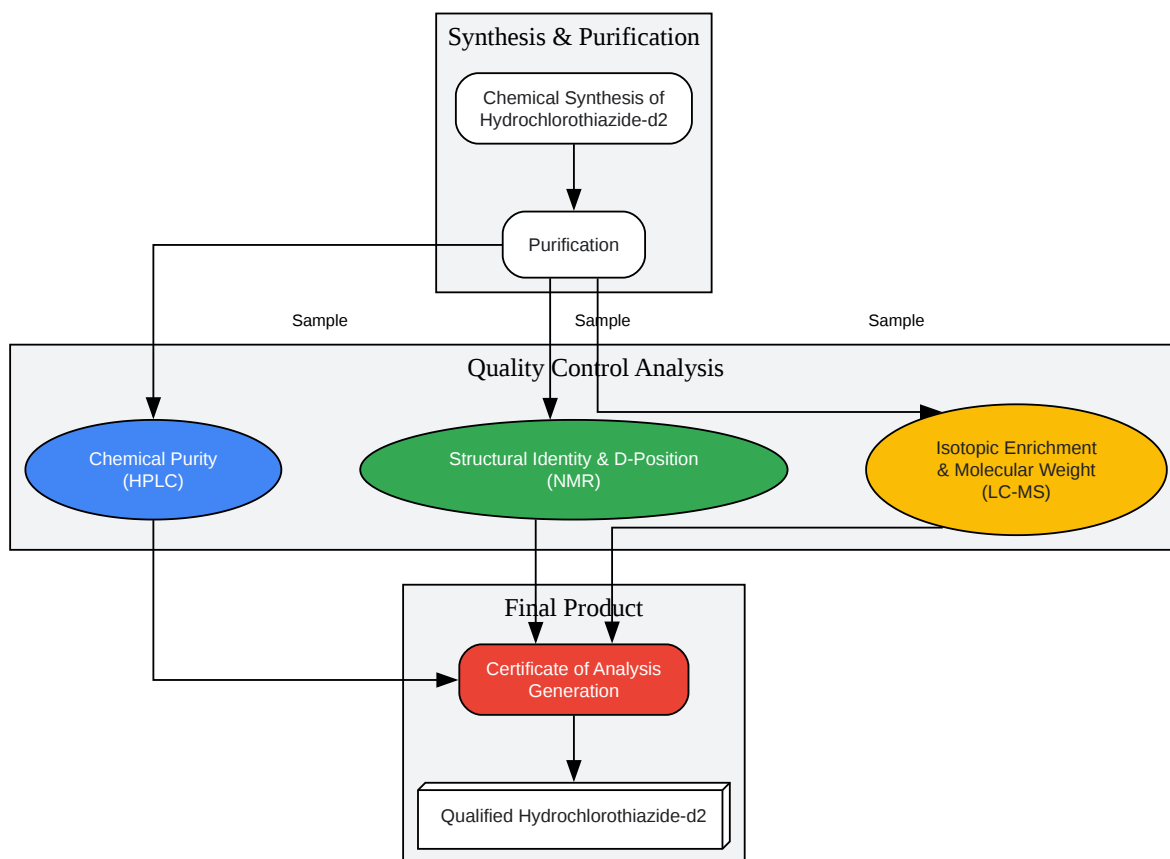 Synthesis & Purification
Chemical Synthesis of
Hydrochlorothiazide-d2
Purification
Sample
Sample
Sample
Quality Control Analysis
Chemical Purity
(HPLC)
Structural Identity & D-Position
(NMR)
Isotopic Enrichment
& Molecular Weight
(LC-MS)
Final Product
Certificate of Analysis
Generation
Qualified Hydrochlorothiazide-d2